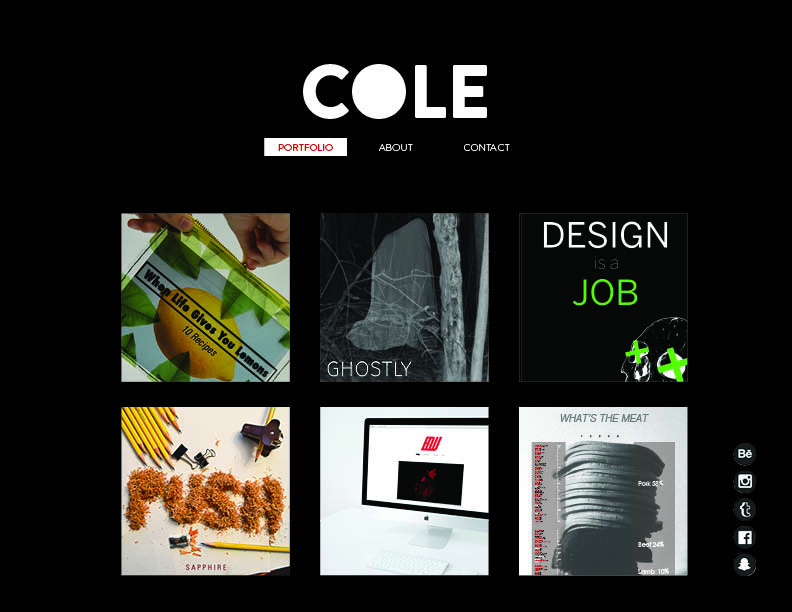 COLE
PORTFOLIO ABOUT CONTACT
When Life Gives You Lemons
10 Recipes
GHOSTLY
DESIGN
is a
JOB
PUSH
SAPPHIRE
WHAT'S THE MEAT
Pork 53%
Beef 24%
Lamb 10%
Bē